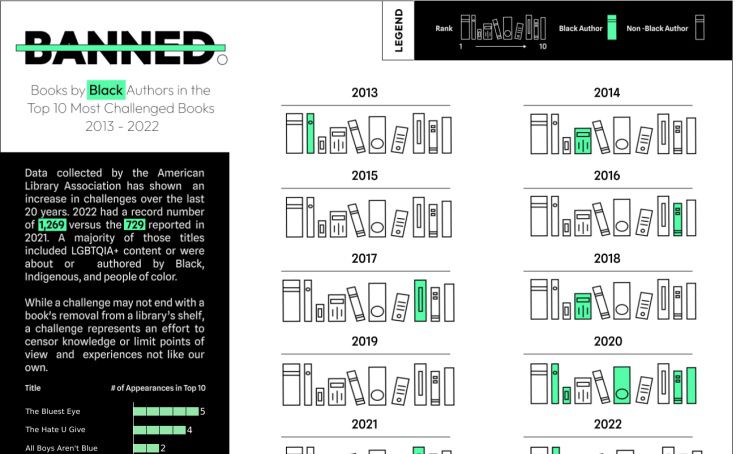 BANNED
Books by Black Authors in the
Top 10 Most Challenged Books
2013 - 2022
LEGEND
Rank
1
10
Black Author
Non -Black Author
Data collected by the American
Library Association has shown an
increase in challenges over the last
20 years. 2022 had a record number
of 1,269 versus the 729 reported in
2021. A majority of those titles
included LGBTQIA+ content or were
about or authored by Black,
Indigenous, and people of color.
While a challenge may not end with a
book's removal from a library's shelf,
a challenge represents an effort to
censor knowledge or limit points of
view and experiences not like our
own.
Title # of Appearances in Top 10
The Bluest Eye 5
The Hate U Give 4
All Boys Aren't Blue 2
2013
2014
2015
2016
2017
2018
2019
2020
2021
2022